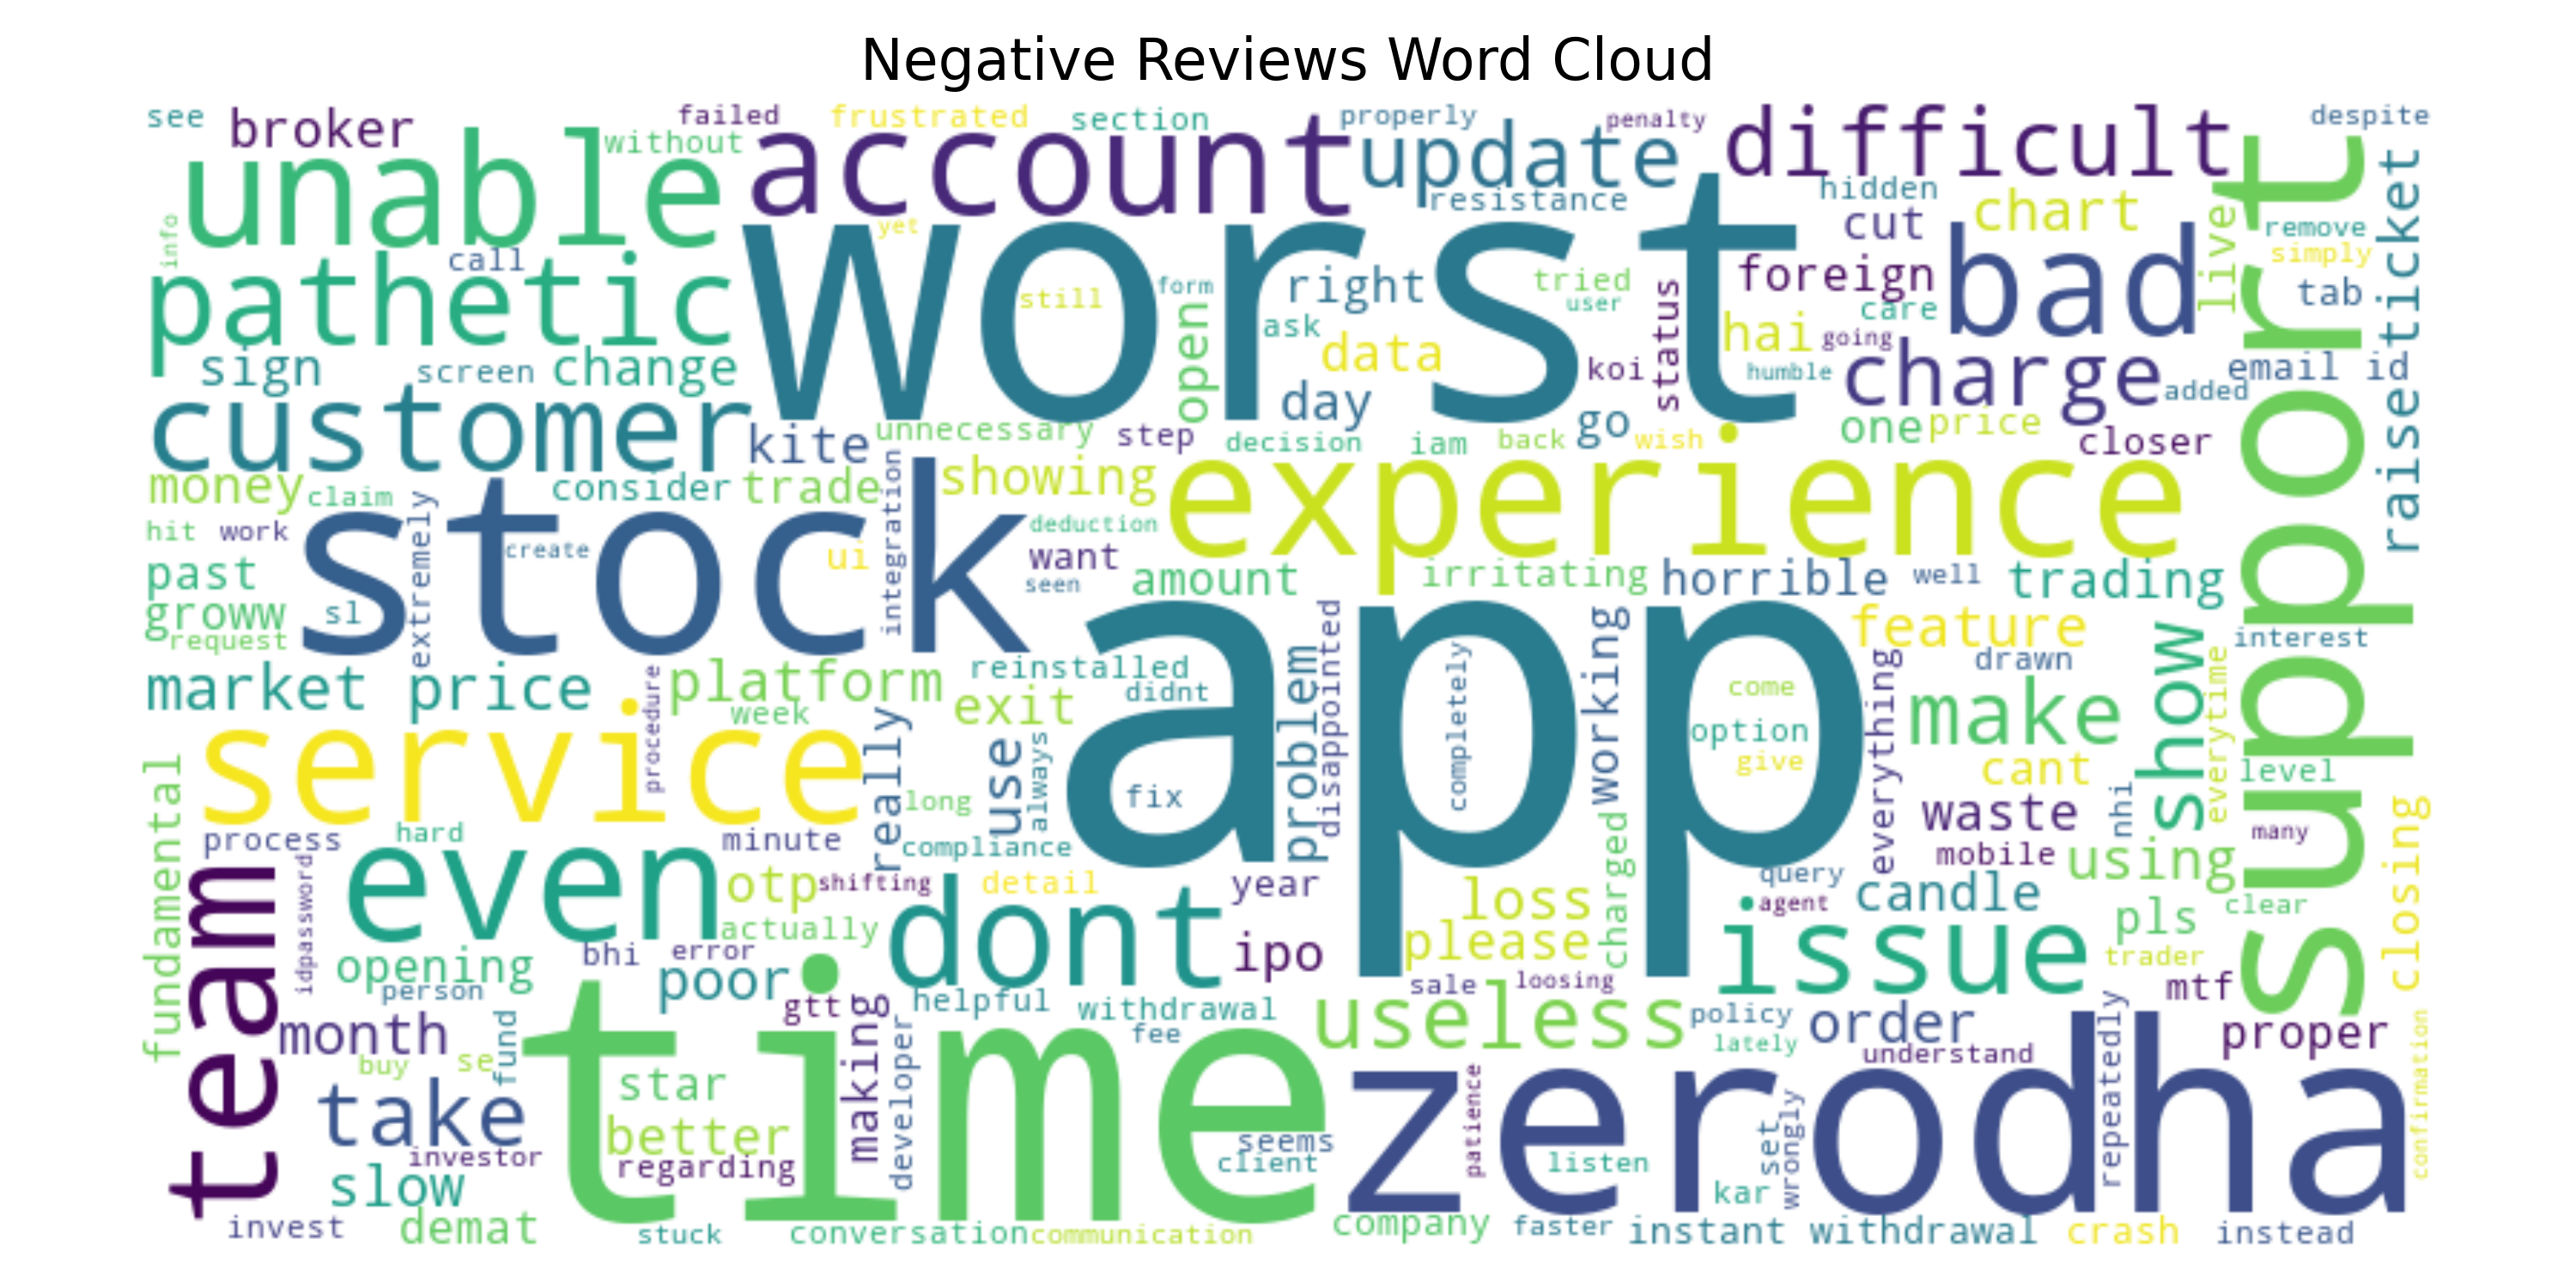 Negative Reviews Word Cloud
see
broker
failed
frustrated
section
properly
penalty
difficult
despite
unable
without
account
update
hidden
resistance
cut
chart
live
remove
simply
raise ticket
info
call
yet
worst
pathetic
still
form
right
tried
user
status
foreign
care
bad
tab
sign
screen
change
open
ask
data
day
koi
hai
going
humble
charge
added
email id
customer
kite
unnecessary
step
decision
iam
back
go
wish
one
price
closer
support
money
claim
consider
trade
integration
showing
experience
hit
work
extremely
stock
create
ui
deduction
want
seen
past
groww
sl
request
amount
irritating
horrible
well
trading
market price
procedure
platform
week
reinstalled
didnt
exit
app
problem
disappointed
completely
working
come
option
give
everything
feature
drawn
make
show
everytime
interest
level
service
really
use
always
long
fix
cant
waste
nhi
many
closing
fundamental
process
hard
minute
compliance
charged
mobile
using
team
idpassword
even
otp
shifting
detail
year
loss
query
agent
candle
pls
clear
actually
dont
ipo
please
issue
trader
opening
bhi
error
poor
person
gtt
making
helpful
withdrawal
fee
sale
loosing
useless
policy
lately
order
understand
mtf
proper
month
buy
se
fund
time
developer
star
better
regarding
take
investor
slow
seems
client
zerodha
patience
listen
kar
set
wrongly
repeatedly
confirmation
invest
demat
stuck
conversation
communication
company
faster
instant withdrawal
crash
instead